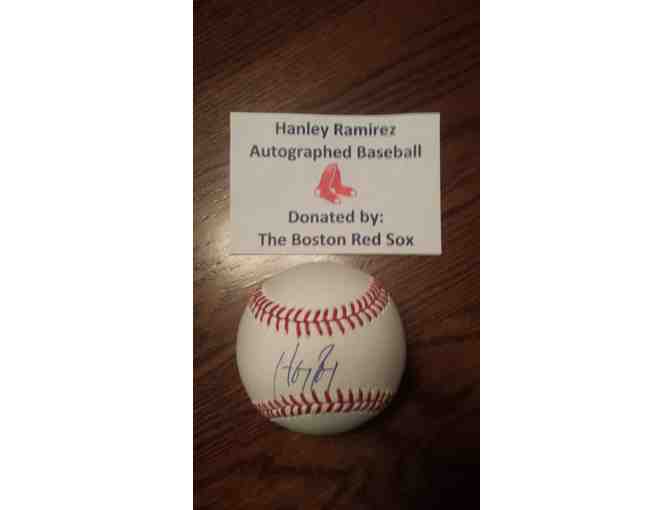 Hanley Ramirez
Autographed Baseball
Donated by:
The Boston Red Sox